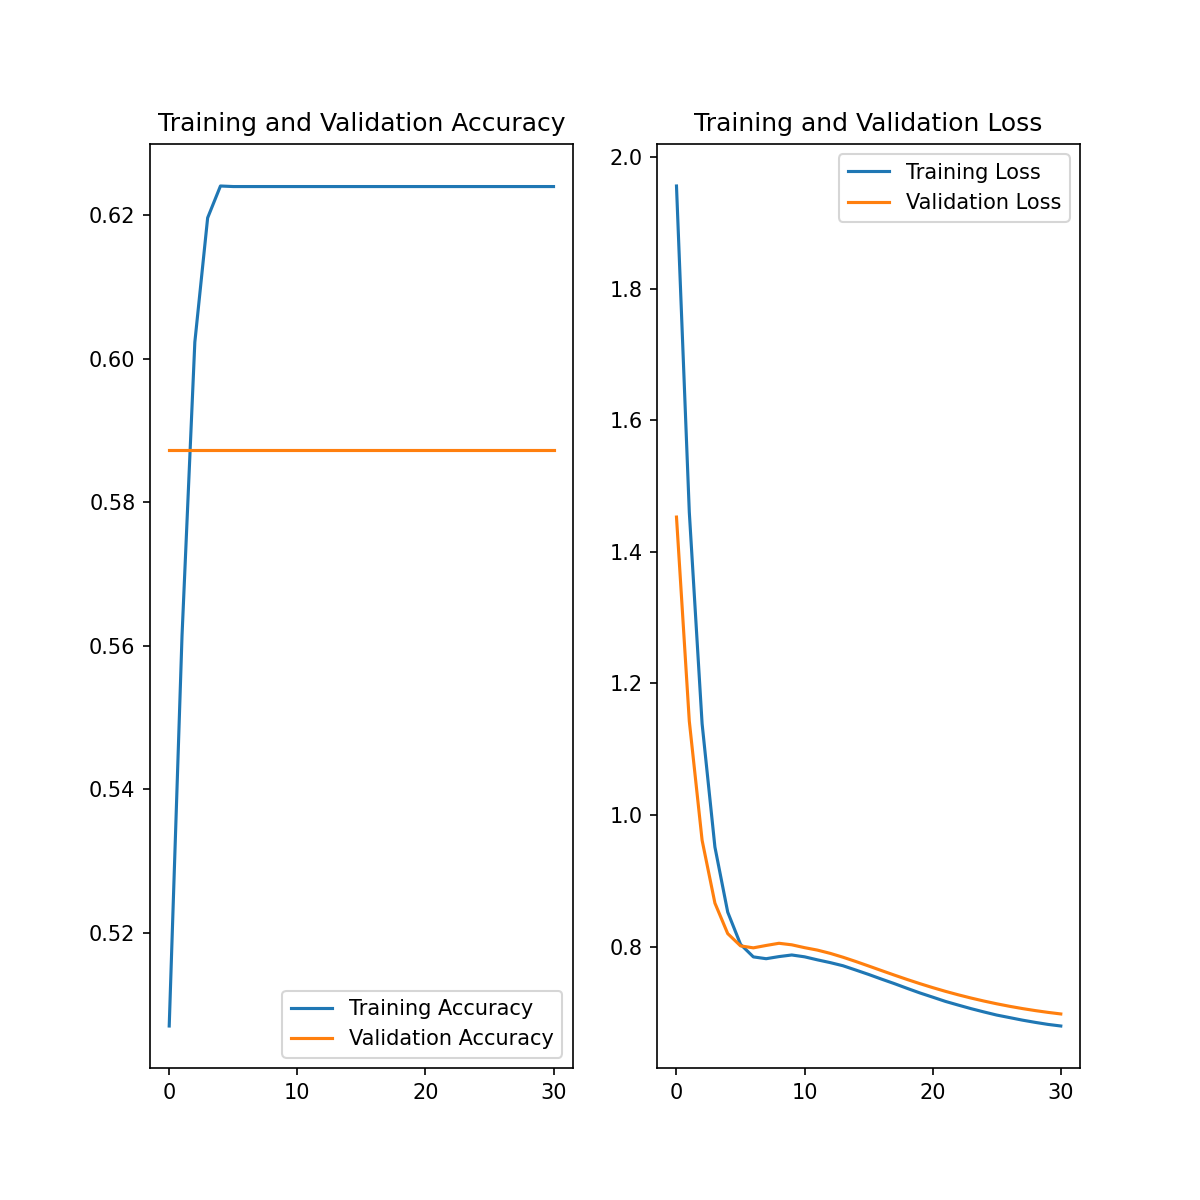 Training and Validation Accuracy
0.62
0.60
0.58
0.56
0.54
0.52
Training Accuracy
Validation Accuracy
0 10 20 30
Training and Validation Loss
2.0
1.8
1.6
1.4
1.2
1.0
0.8
Training Loss
Validation Loss
0 10 20 30